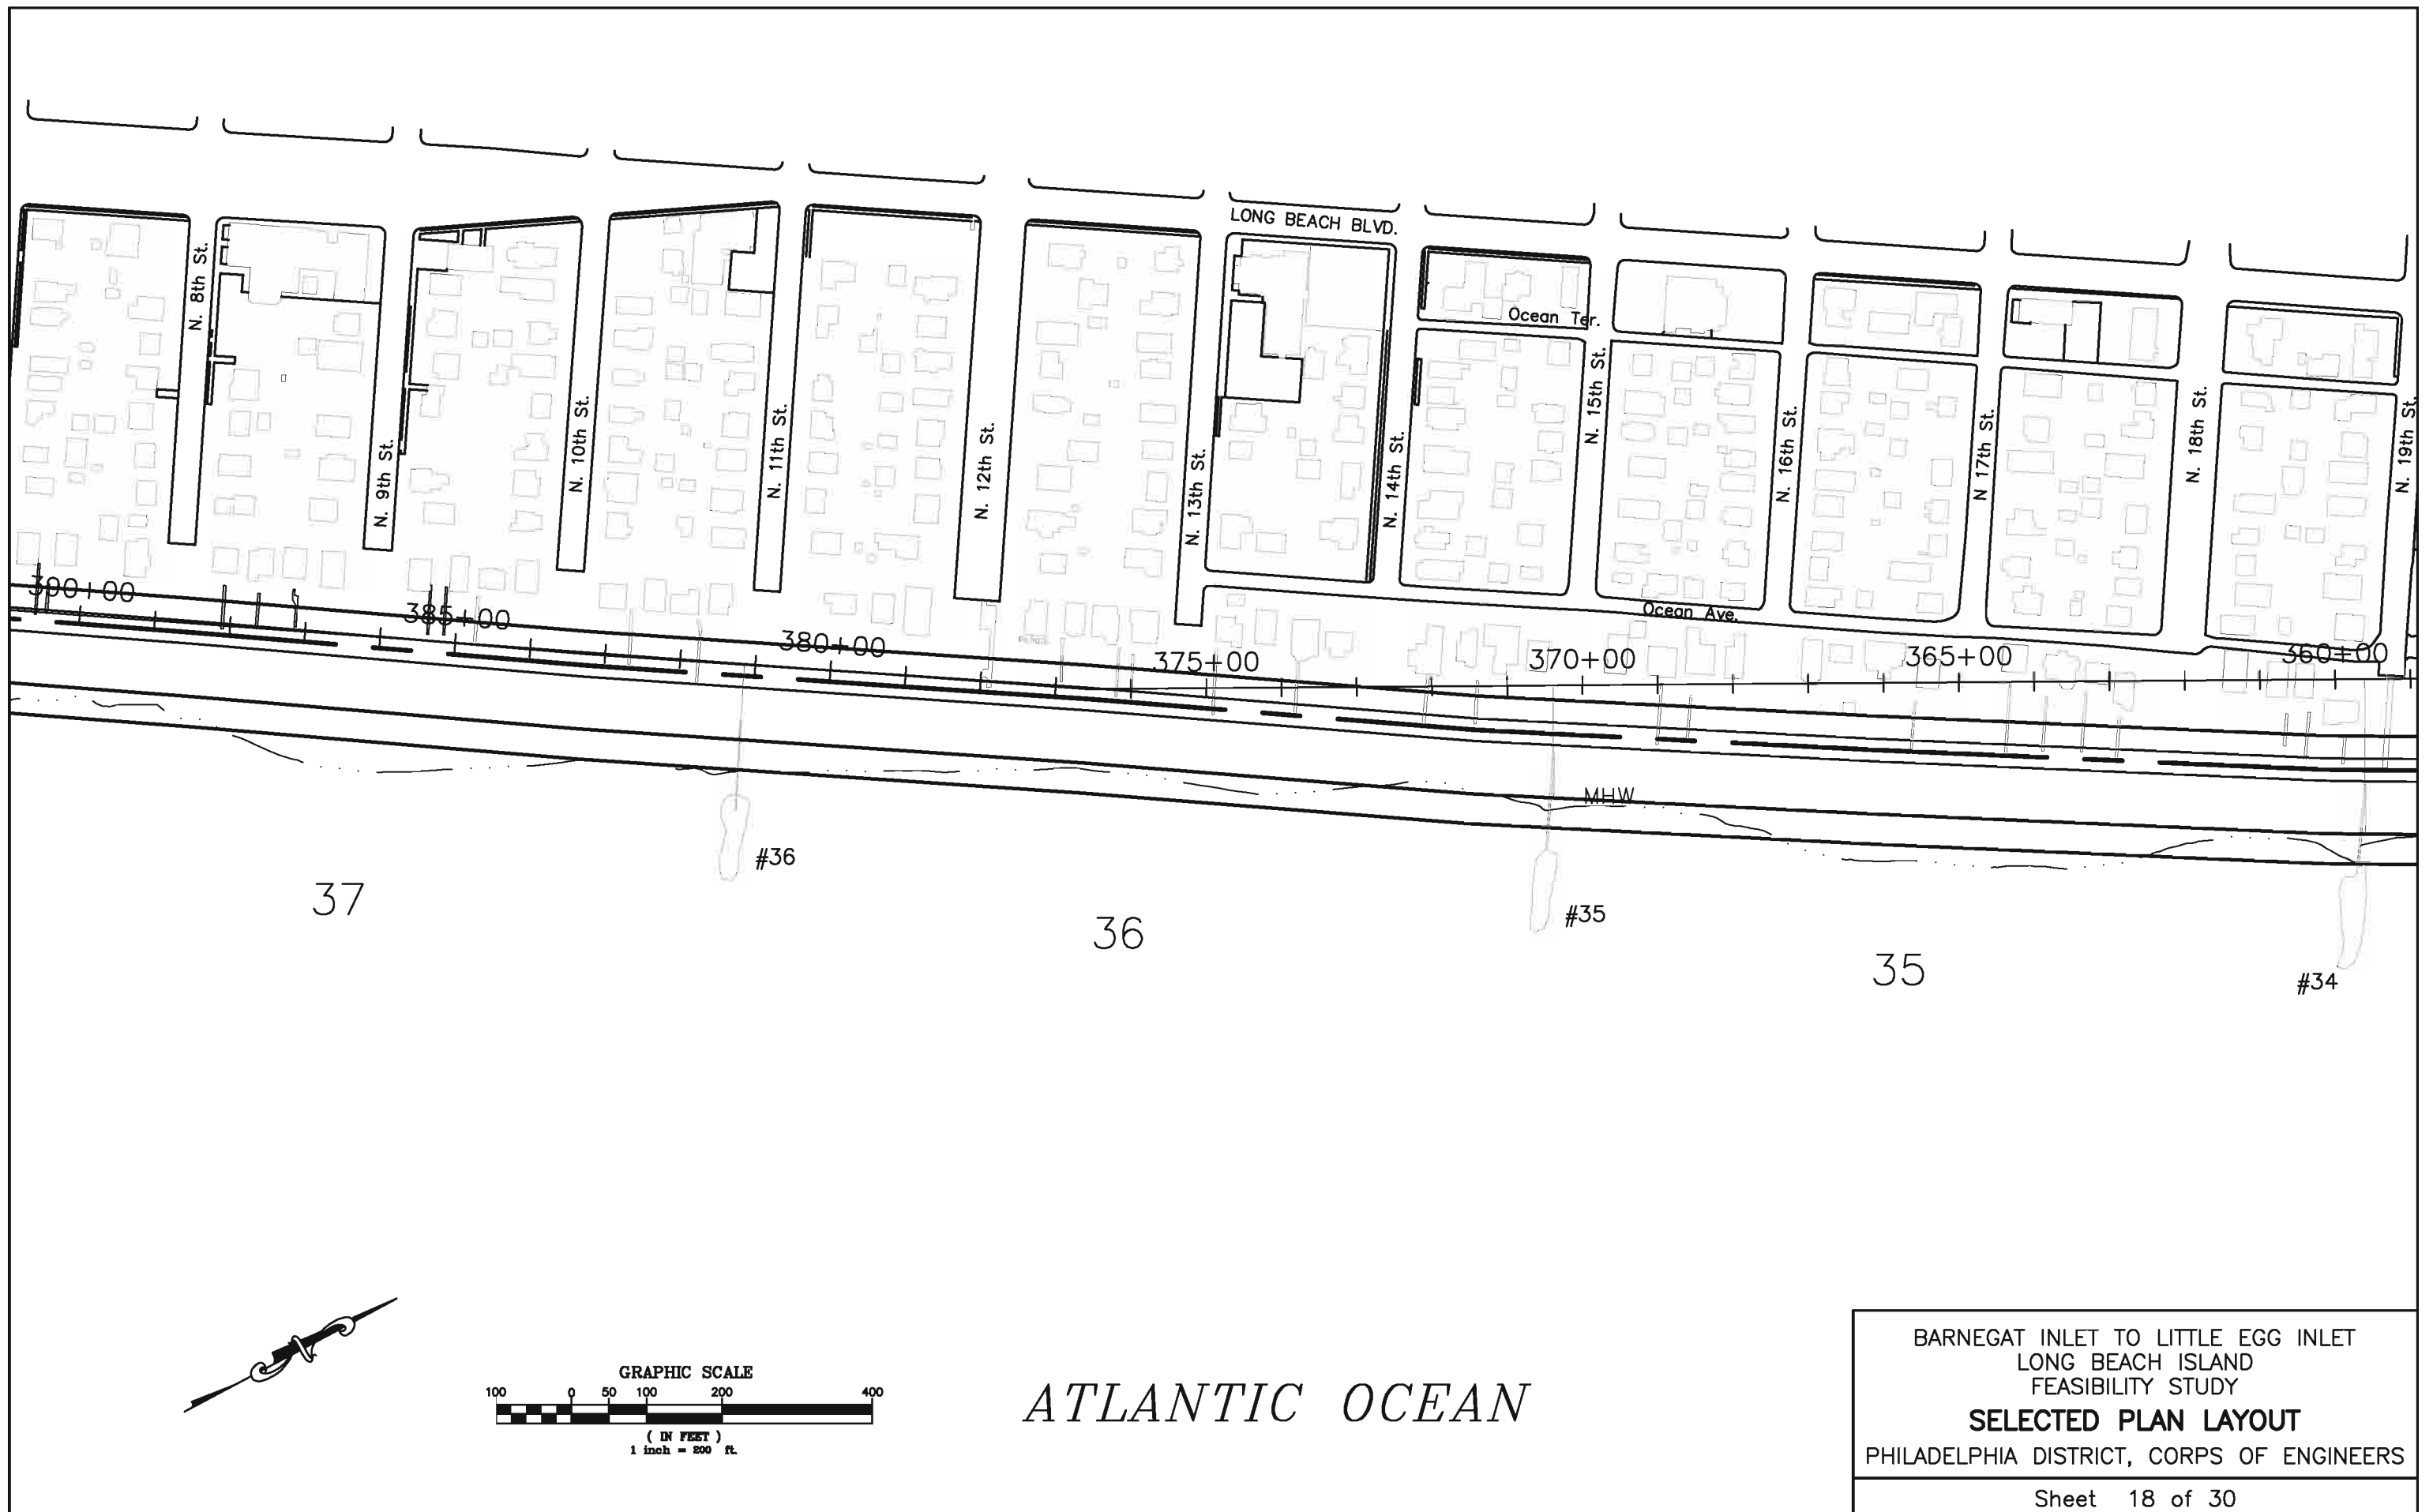 LONG BEACH BLVD.
N. 8th St.
N. 9th St.
N. 10th St.
N. 11th St.
N. 12th St.
N. 13th St.
N. 14th St.
Ocean Ter.
N. 15th St.
N. 16th St.
N 17th St.
N. 18th St.
N. 19th St.
Ocean Ave.
390+00
385+00
380+00
375+00
370+00
365+00
360+00
MHW
#36
#35
#34
37
36
35
GRAPHIC SCALE
100 0 50 100 200 400
( IN FEET )
1 inch = 200 ft.
ATLANTIC OCEAN
BARNEGAT INLET TO LITTLE EGG INLET
LONG BEACH ISLAND
FEASIBILITY STUDY
SELECTED PLAN LAYOUT
PHILADELPHIA DISTRICT, CORPS OF ENGINEERS
Sheet 18 of 30